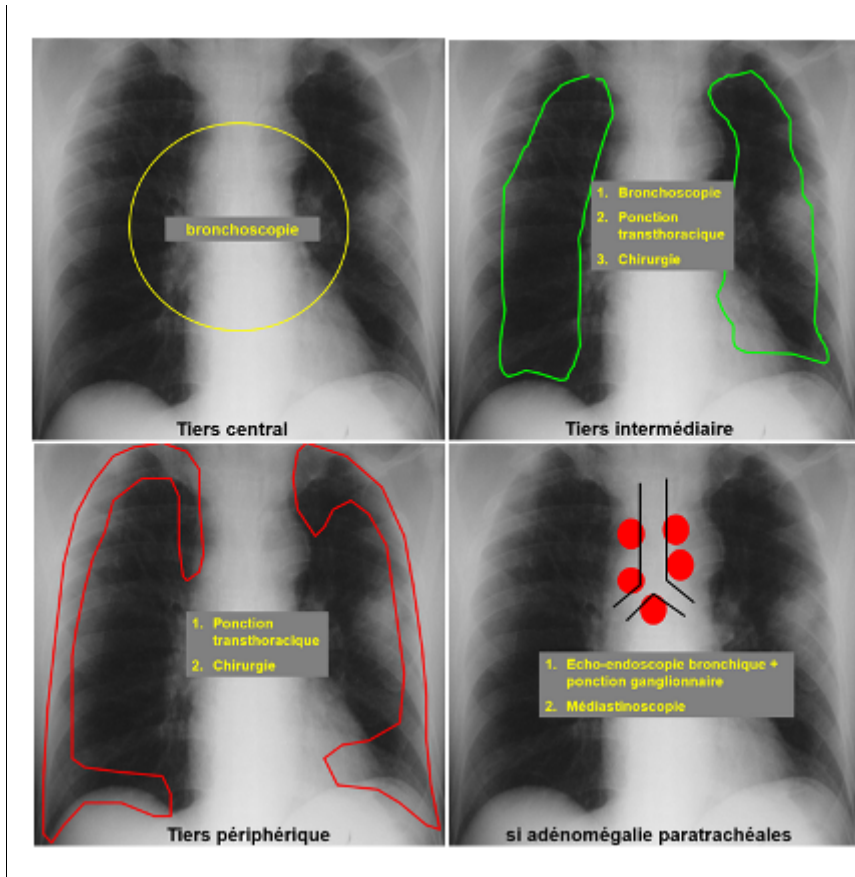 bronchoscopie
Tiers central
1. Bronchoscopie
2. Ponction
transthoracique
3. Chirurgie
Tiers intermédiaire
1. Ponction
transthoracique
2. Chirurgie
Tiers périphérique
1. Echo-endoscopie bronchique +
ponction ganglionnaire
2. Médiastinoscopie
si adénomégalie paratrachéales